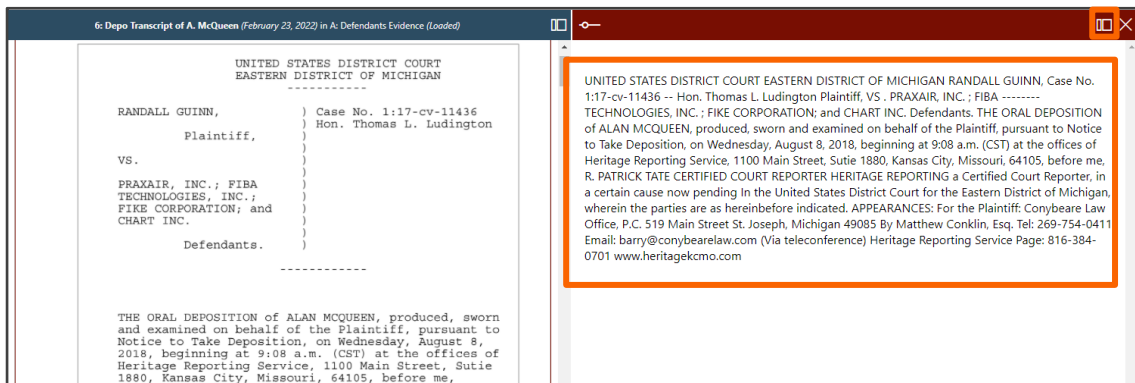 6: Depo Transcript of A. McQueen (February 23, 2022) in A: Defendants Evidence (Loaded)
UNITED STATES DISTRICT COURT
EASTERN DISTRICT OF MICHIGAN
-----------
RANDALL GUINN, ) Case No. 1:17-cv-11436
) Hon. Thomas L. Ludington
Plaintiff, )
)
VS. )
)
PRAXAIR, INC.; FIBA )
TECHNOLOGIES, INC.; )
FIKE CORPORATION; and )
CHART INC. )
)
Defendants. )
------------
THE ORAL DEPOSITION of ALAN MCQUEEN, produced, sworn
and examined on behalf of the Plaintiff, pursuant to
Notice to Take Deposition, on Wednesday, August 8,
2018, beginning at 9:08 a.m. (CST) at the offices of
Heritage Reporting Service, 1100 Main Street, Sutie
1880, Kansas City, Missouri, 64105, before me,
UNITED STATES DISTRICT COURT EASTERN DISTRICT OF MICHIGAN RANDALL GUINN, Case No.
1:17-cv-11436 -- Hon. Thomas L. Ludington Plaintiff, VS . PRAXAIR, INC. ; FIBA --------
TECHNOLOGIES, INC. ; FIKE CORPORATION; and CHART INC. Defendants. THE ORAL DEPOSITION
of ALAN MCQUEEN, produced, sworn and examined on behalf of the Plaintiff, pursuant to Notice
to Take Deposition, on Wednesday, August 8, 2018, beginning at 9:08 a.m. (CST) at the offices of
Heritage Reporting Service, 1100 Main Street, Sutie 1880, Kansas City, Missouri, 64105, before me,
R. PATRICK TATE CERTIFIED COURT REPORTER HERITAGE REPORTING a Certified Court Reporter, in
a certain cause now pending In the United States District Court for the Eastern District of Michigan,
wherein the parties are as hereinbefore indicated. APPEARANCES: For the Plaintiff: Conybeare Law
Office, P.C. 519 Main Street St. Joseph, Michigan 49085 By Matthew Conklin, Esq. Tel: 269-754-0411
Email: barry@conybearelaw.com (Via teleconference) Heritage Reporting Service Page: 816-384-
0701 www.heritagekcmo.com